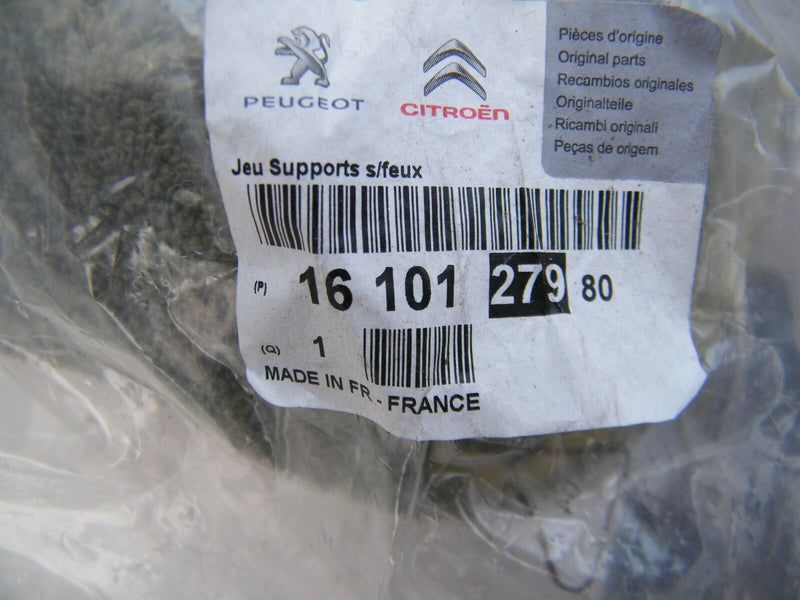 PEUGEOT
CITROËN
Pièces d'origine
Original parts
Recambios originales
Originalteile
Ricambi originali
Peças de origem
Jeu Supports s/feux
(P) 16 101 279 80
(Q) 1
MADE IN FR - FRANCE